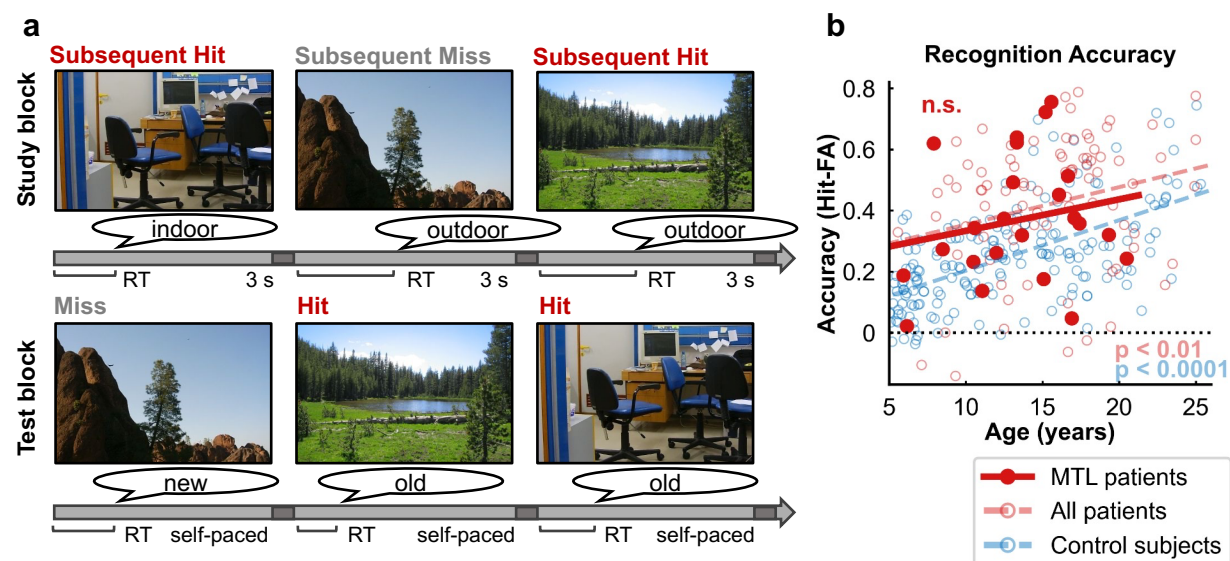 a
Subsequent Hit
Subsequent Miss
Subsequent Hit
Study block
indoor
outdoor
outdoor
RT
3 s
RT
3 s
RT
3 s
Miss
Hit
Hit
Test block
new
old
old
RT
self-paced
RT
self-paced
RT
self-paced
b
Recognition Accuracy
n.s.
Accuracy (Hit-FA)
0.8
0.6
0.4
0.2
0
p < 0.01
p < 0.0001
5
10
15
20
25
Age (years)
MTL patients
All patients
Control subjects